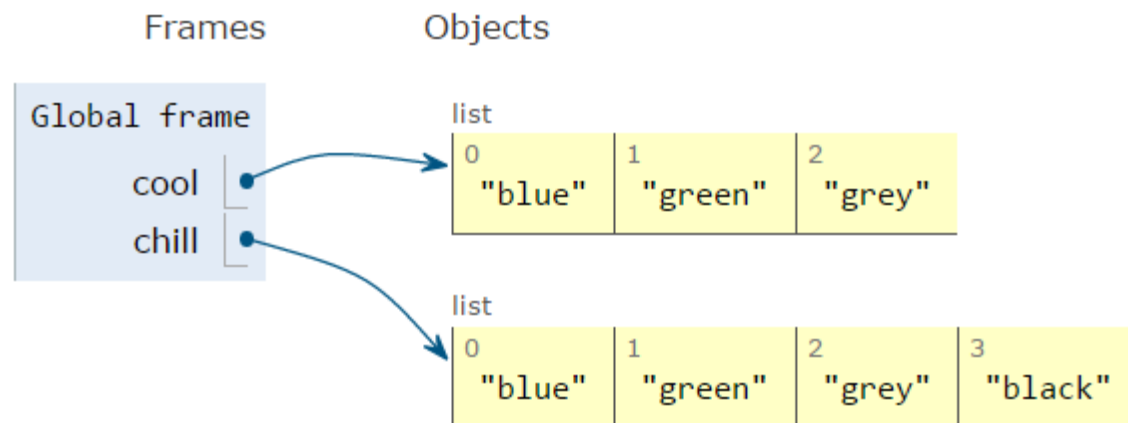 Frames Objects
Global frame
cool
chill
list
0 1 2
"blue" "green" "grey"
list
0 1 2 3
"blue" "green" "grey" "black"